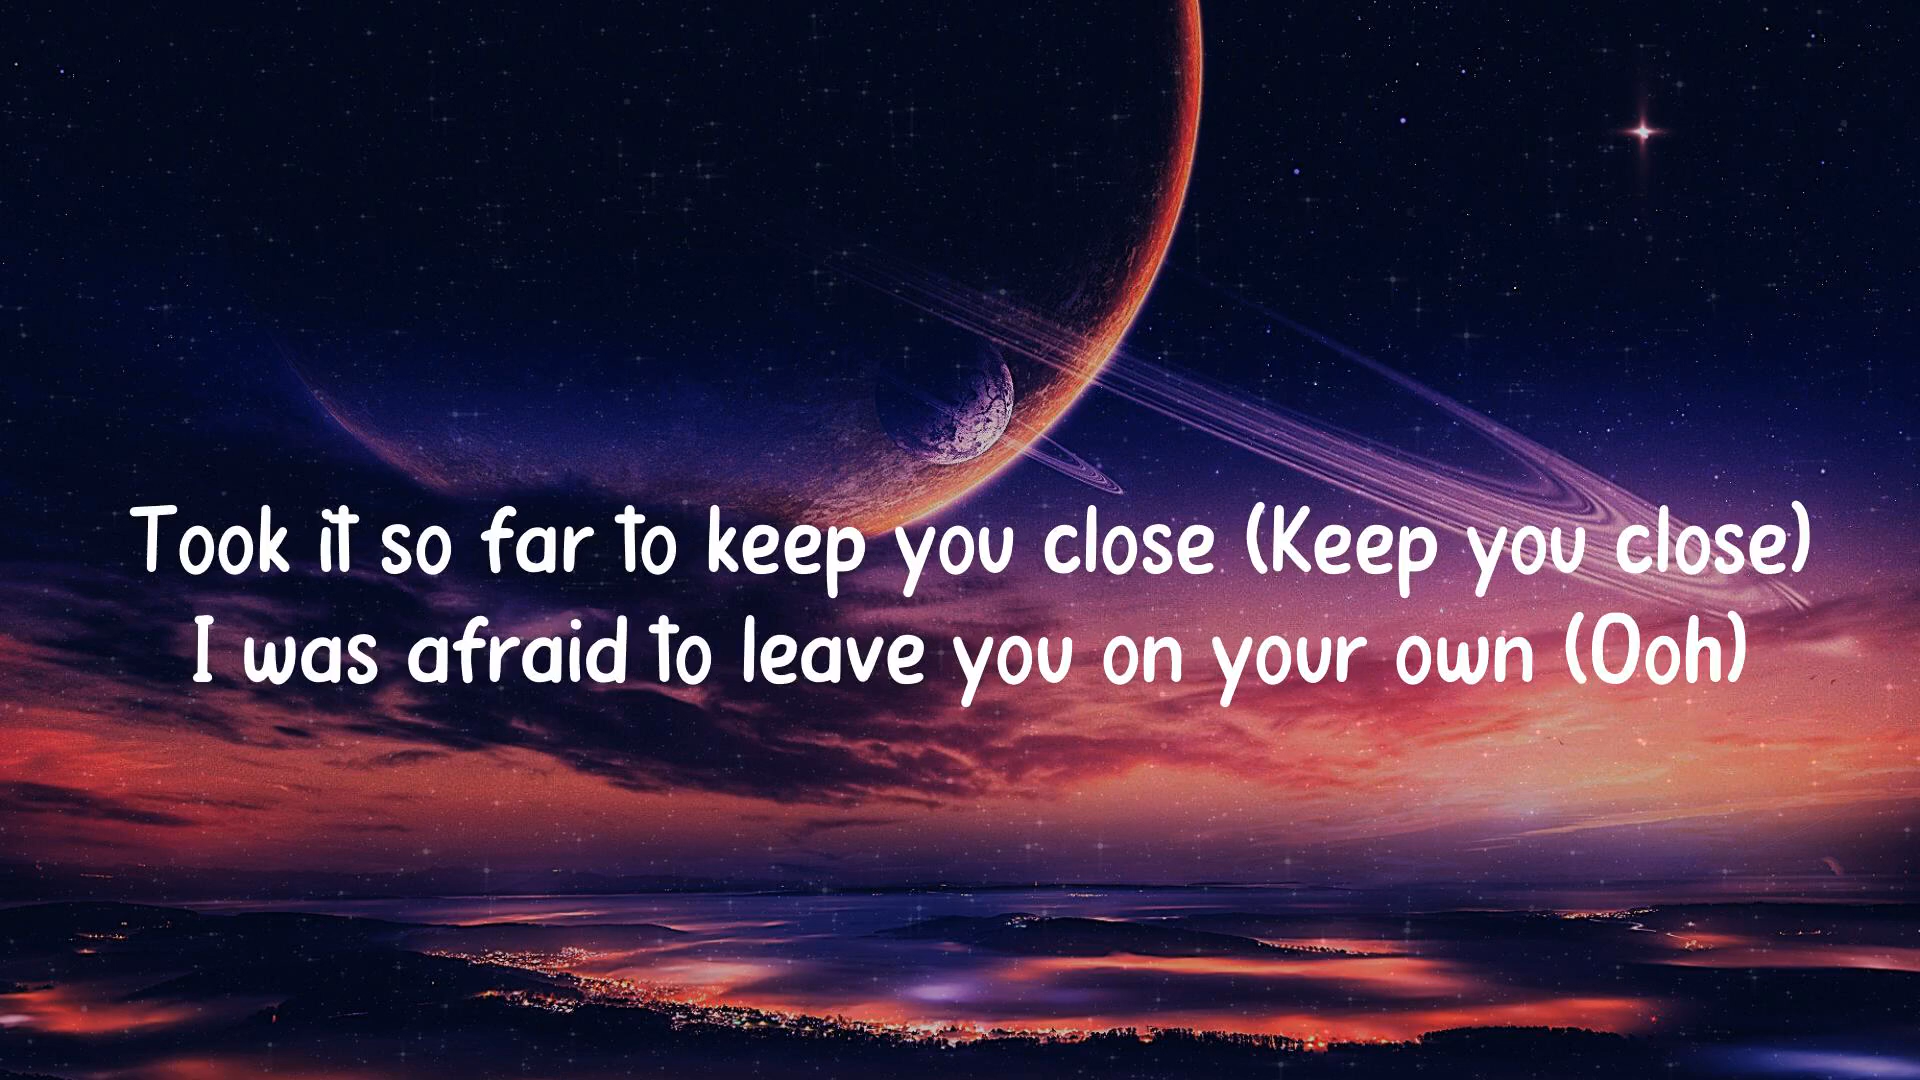 Took it so far to keep you close (Keep you close)
I was afraid to leave you on your own (Ooh)